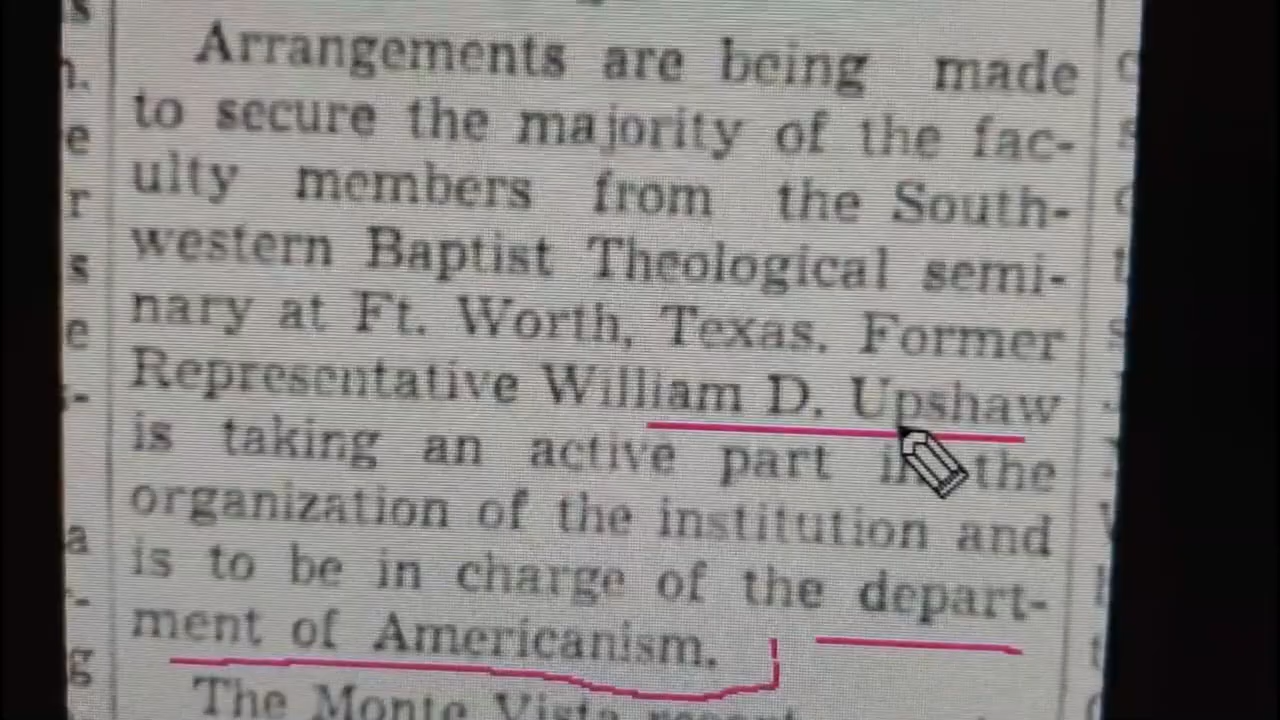 Arrangements are being made
to secure the majority of the fac-
ulty members from the South-
western Baptist Theological semi-
nary at Ft. Worth, Texas. Former
Representative William D. Upshaw
is taking an active part in the
organization of the institution and
is to be in charge of the depart-
ment of Americanism.
The Monte Vista